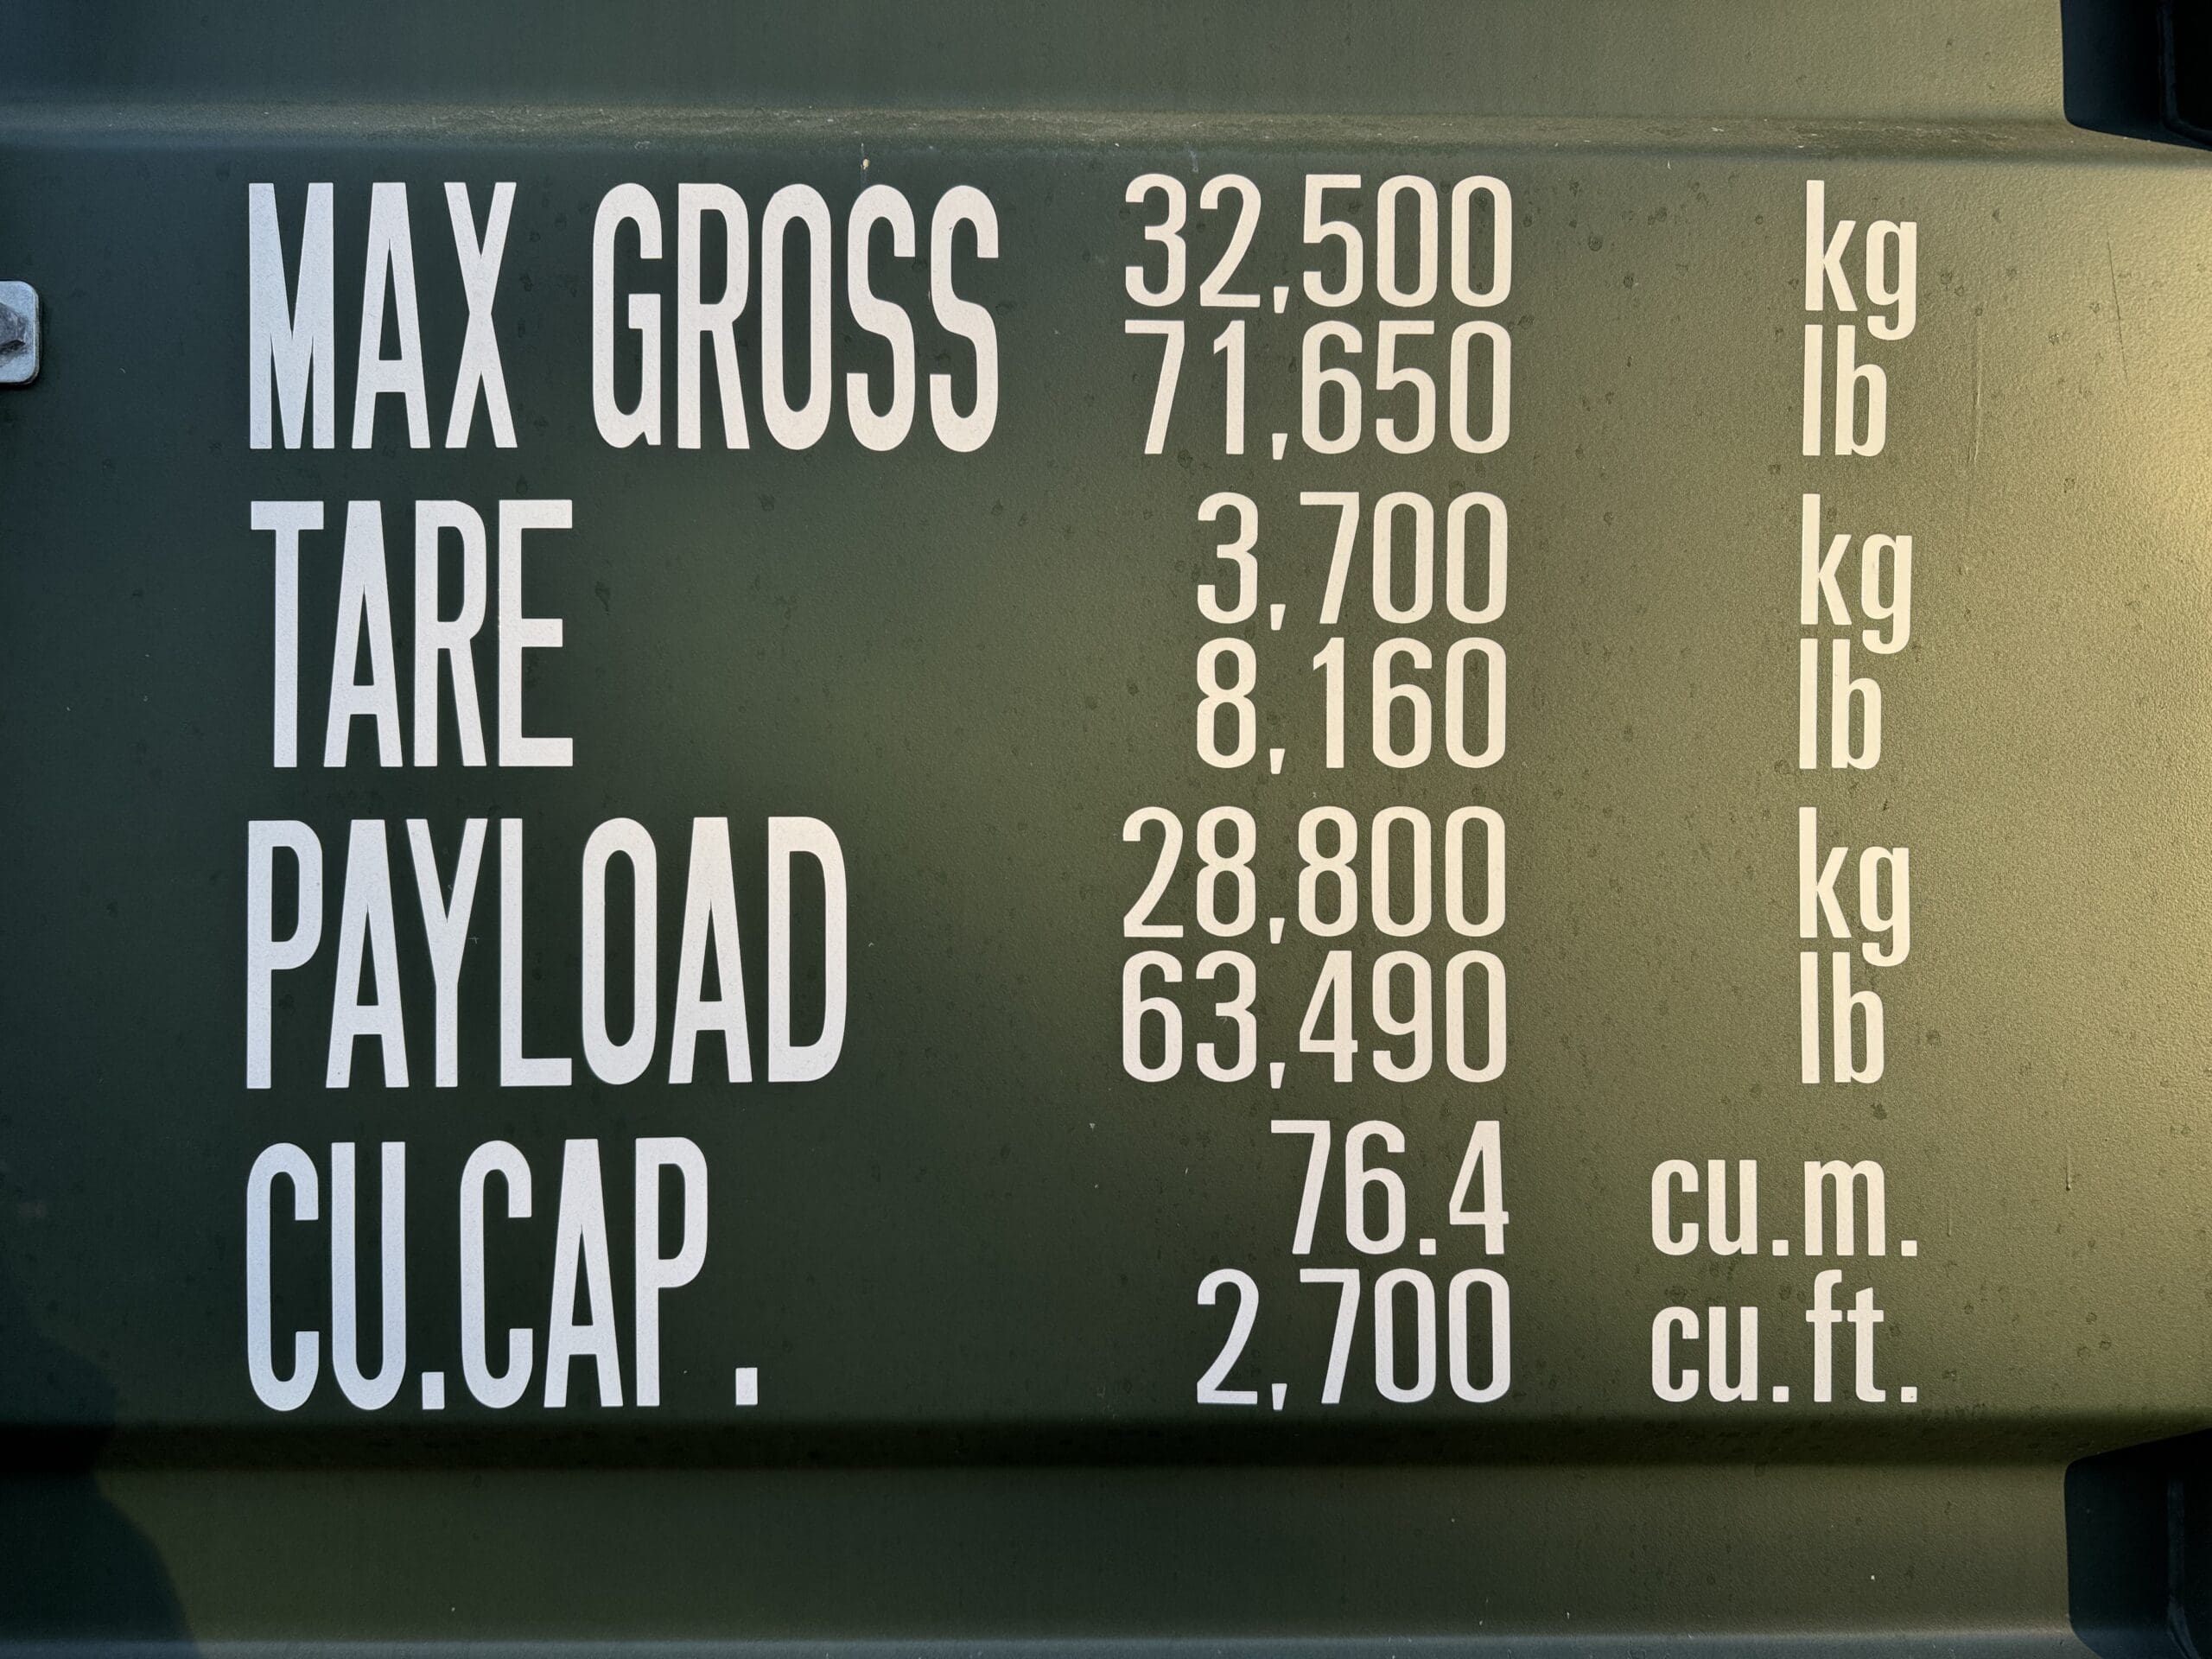 MAX GROSS 32,500 kg
71,650 lb
TARE 3,700 kg
8,160 lb
PAYLOAD 28,800 kg
63,490 lb
CU.CAP. 76.4 cu.m.
2,700 cu.ft.